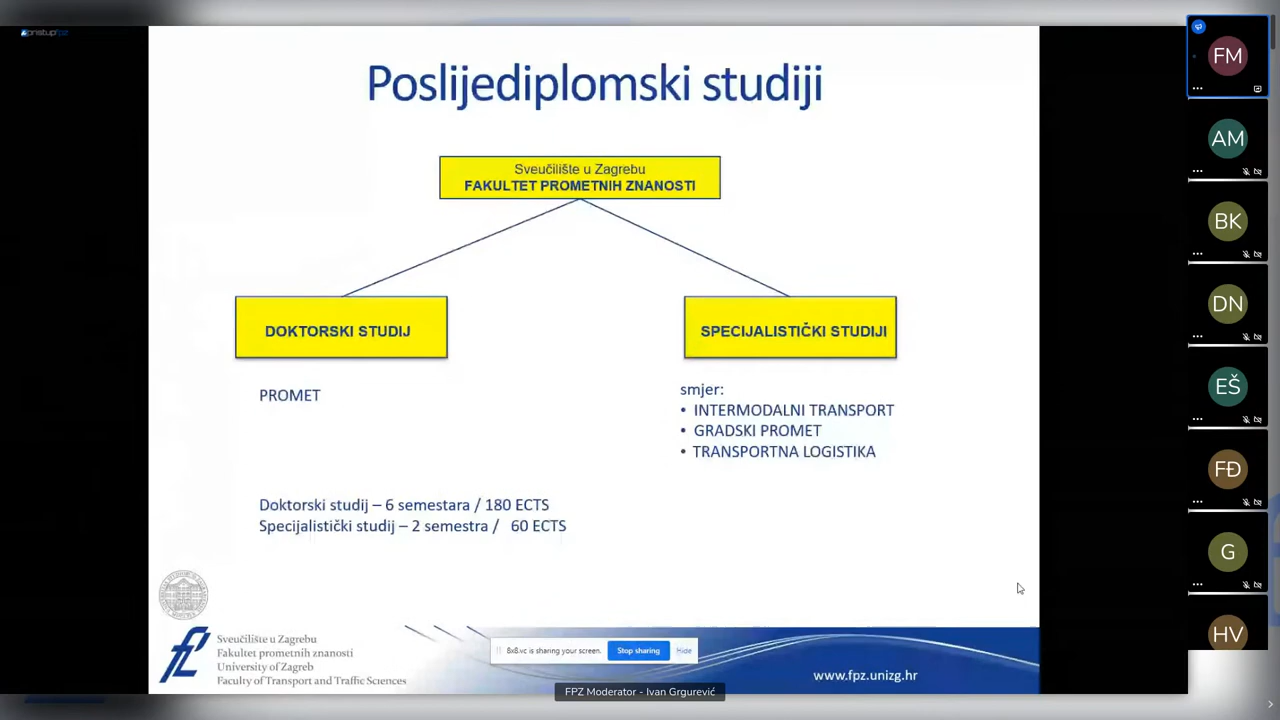 pristupfpz
Poslijediplomski studiji
Sveučilište u Zagrebu
FAKULTET PROMETNIH ZNANOSTI
DOKTORSKI STUDIJ
SPECIJALISTIČKI STUDIJI
PROMET
smjer:
• INTERMODALNI TRANSPORT
• GRADSKI PROMET
• TRANSPORTNA LOGISTIKA
Doktorski studij – 6 semestara / 180 ECTS
Specijalistički studij – 2 semestra / 60 ECTS
Sveučilište u Zagrebu
Fakultet prometnih znanosti
University of Zagreb
Faculty of Transport and Traffic Sciences
8x8.vc is sharing your screen.
Stop sharing
Hide
www.fpz.unizg.hr
FPZ Moderator - Ivan Grgurević
FM
AM
BK
DN
EŠ
FĐ
G
HV